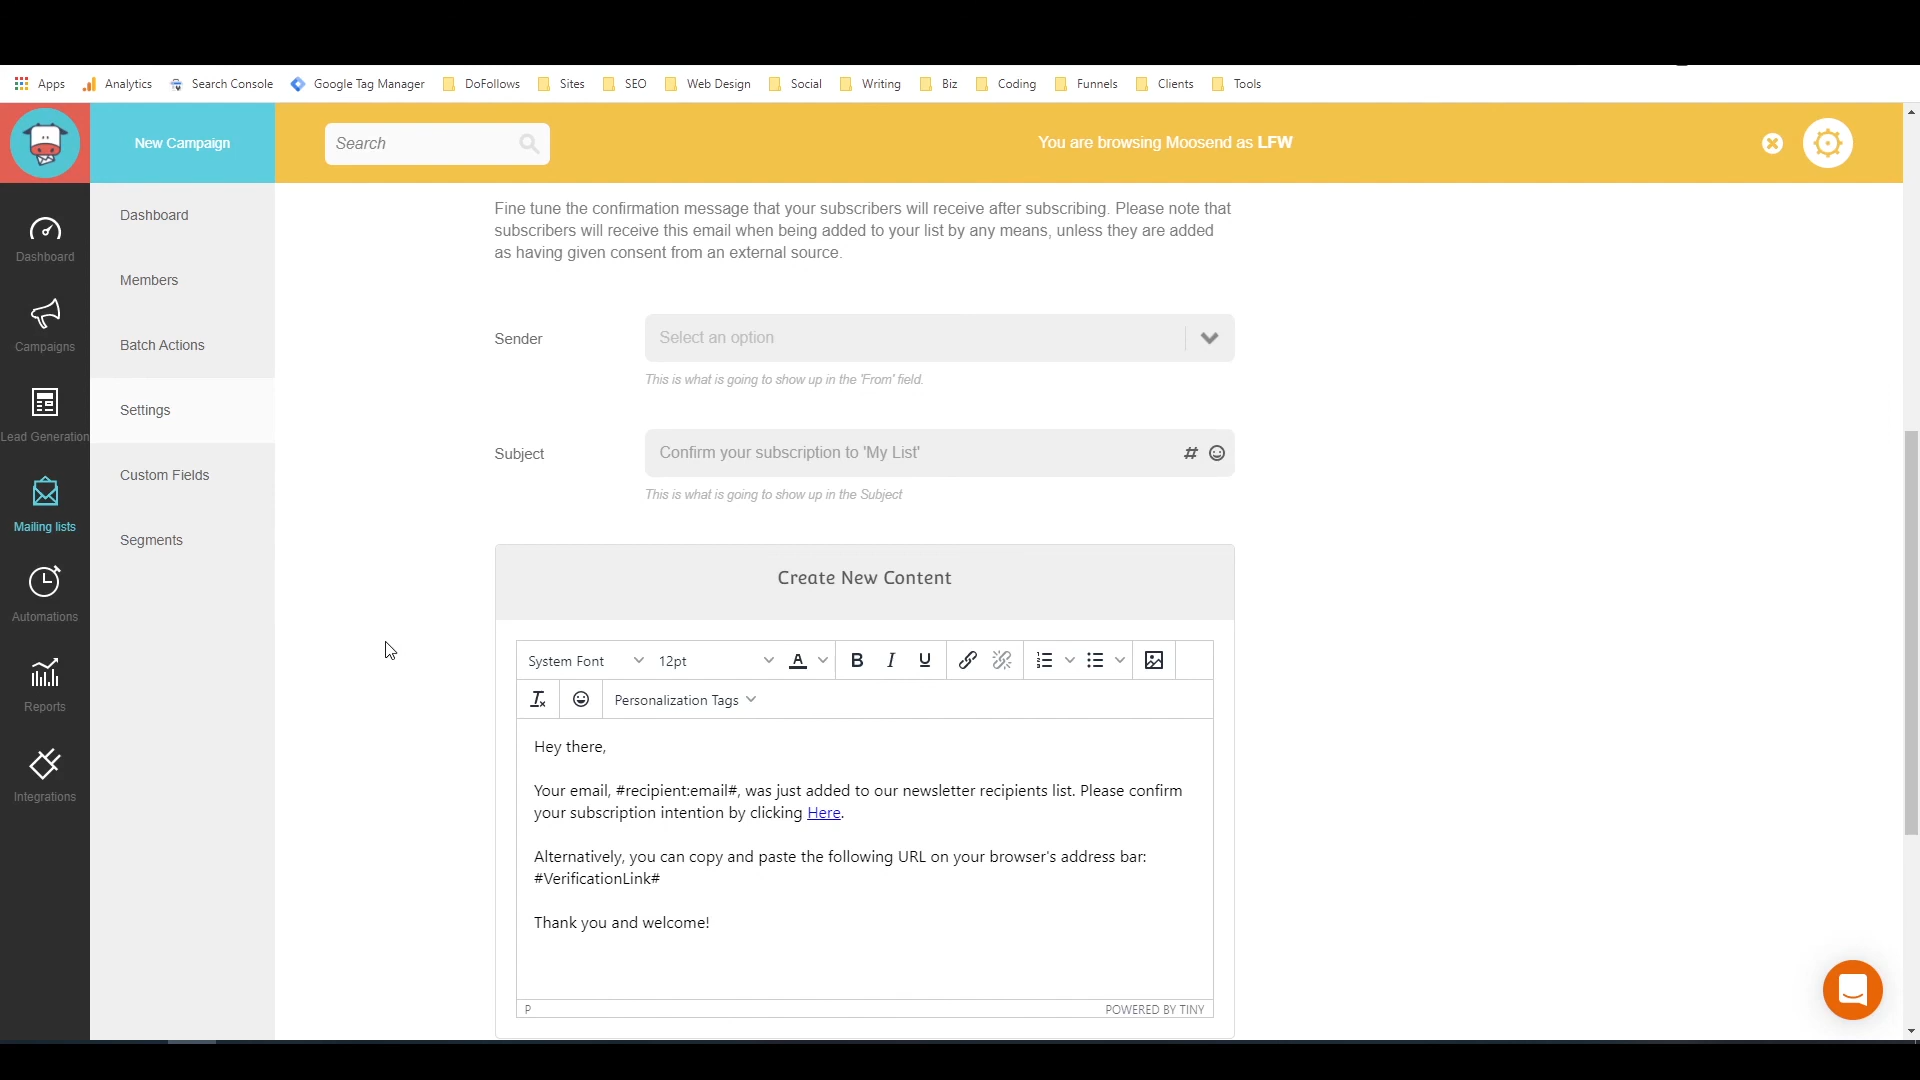 Apps Analytics Search Console Google Tag Manager DoFollows Sites SEO Web Design Social Writing Biz Coding Funnels Clients Tools
New Campaign
Search
You are browsing Moosend as LFW
Dashboard
Campaigns
Lead Generation
Mailing lists
Automations
Reports
Integrations
Dashboard
Members
Batch Actions
Settings
Custom Fields
Segments
Fine tune the confirmation message that your subscribers will receive after subscribing. Please note that
subscribers will receive this email when being added to your list by any means, unless they are added
as having given consent from an external source.
Sender
Select an option
This is what is going to show up in the 'From' field.
Subject
Confirm your subscription to 'My List'
#
This is what is going to show up in the Subject
Create New Content
System Font 12pt A B I U
Personalization Tags
Hey there,
Your email, #recipient:email#, was just added to our newsletter recipients list. Please confirm
your subscription intention by clicking Here.
Alternatively, you can copy and paste the following URL on your browser's address bar:
#VerificationLink#
Thank you and welcome!
P
POWERED BY TINY